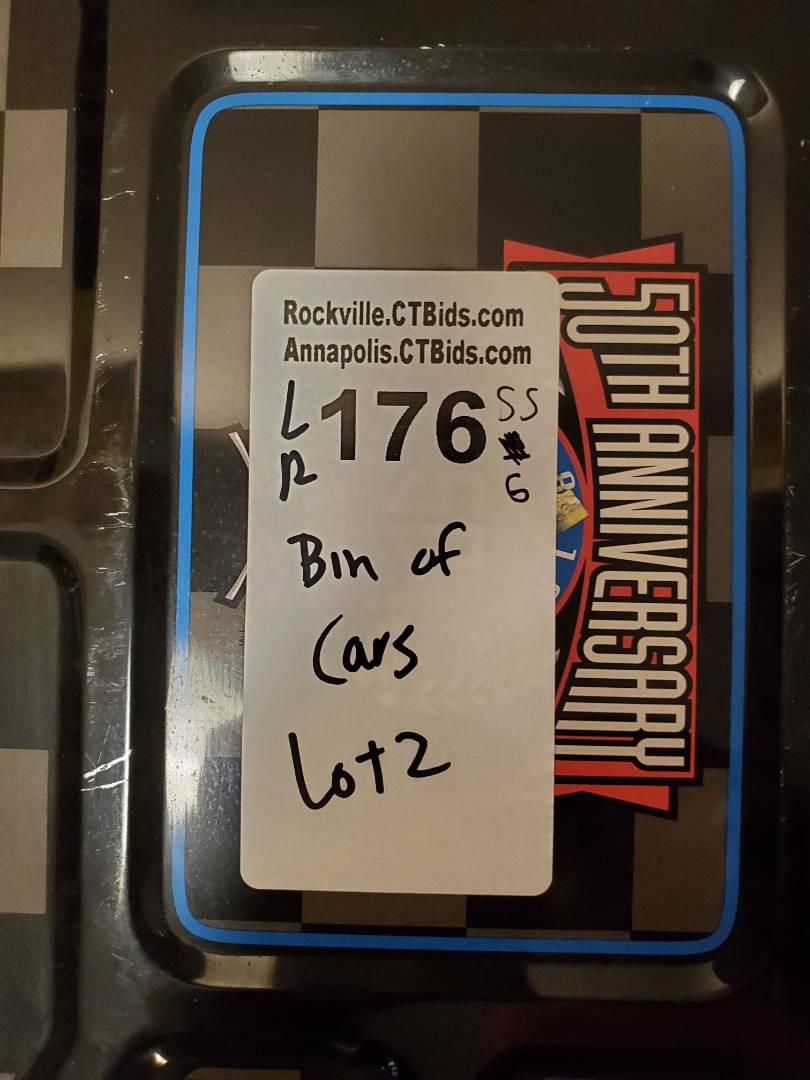 Rockville.CTBids.com
Annapolis.CTBids.com
L 176 SS
R 6
Bin of
Cars
Lot 2
50TH ANNIVERSARY